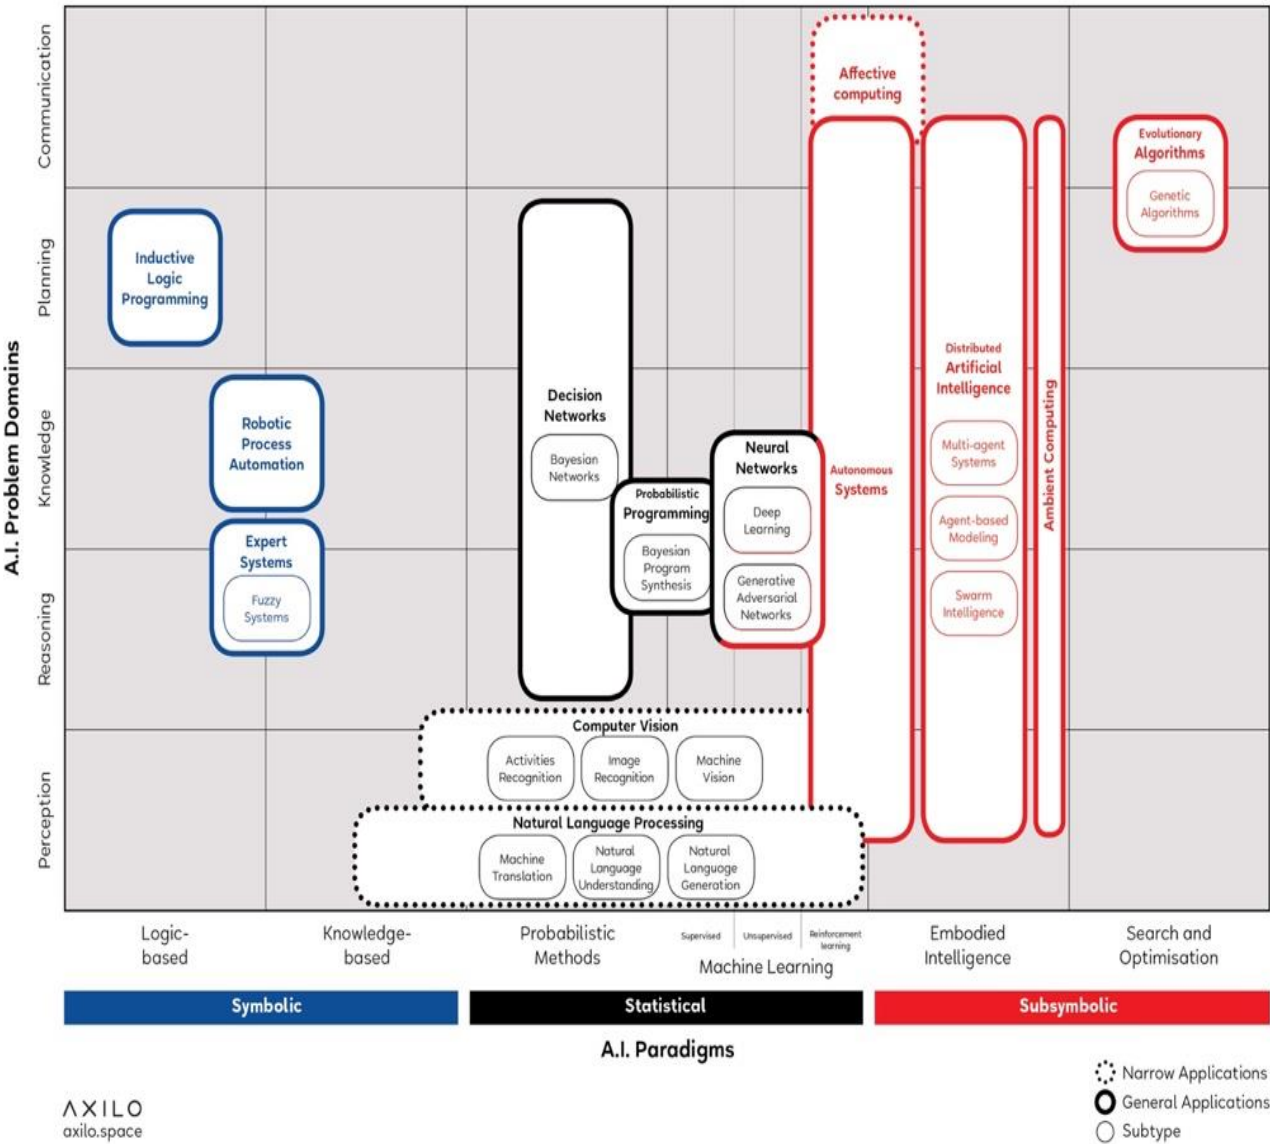 A.I. Problem Domains
Communication
Planning
Knowledge
Reasoning
Perception
Affective
computing
Evolutionary
Algorithms
Genetic
Algorithms
Inductive
Logic
Programming
Robotic
Process
Automation
Expert
Systems
Fuzzy
Systems
Decision
Networks
Bayesian
Networks
Probabilistic
Programming
Bayesian
Program
Synthesis
Neural
Networks
Deep
Learning
Generative
Adversarial
Networks
Autonomous
Systems
Distributed
Artificial
Intelligence
Multi-agent
Systems
Agent-based
Modeling
Swarm
Intelligence
Ambient Computing
Computer Vision
Activities
Recognition
Image
Recognition
Machine
Vision
Natural Language Processing
Machine
Translation
Natural
Language
Understanding
Natural
Language
Generation
Logic-
based
Knowledge-
based
Probabilistic
Methods
Supervised
Unsupervised
Reinforcement
learning
Machine Learning
Embodied
Intelligence
Search and
Optimisation
Symbolic
Statistical
Subsymbolic
A.I. Paradigms
Narrow Applications
General Applications
Subtype
AXILO
axilo.space